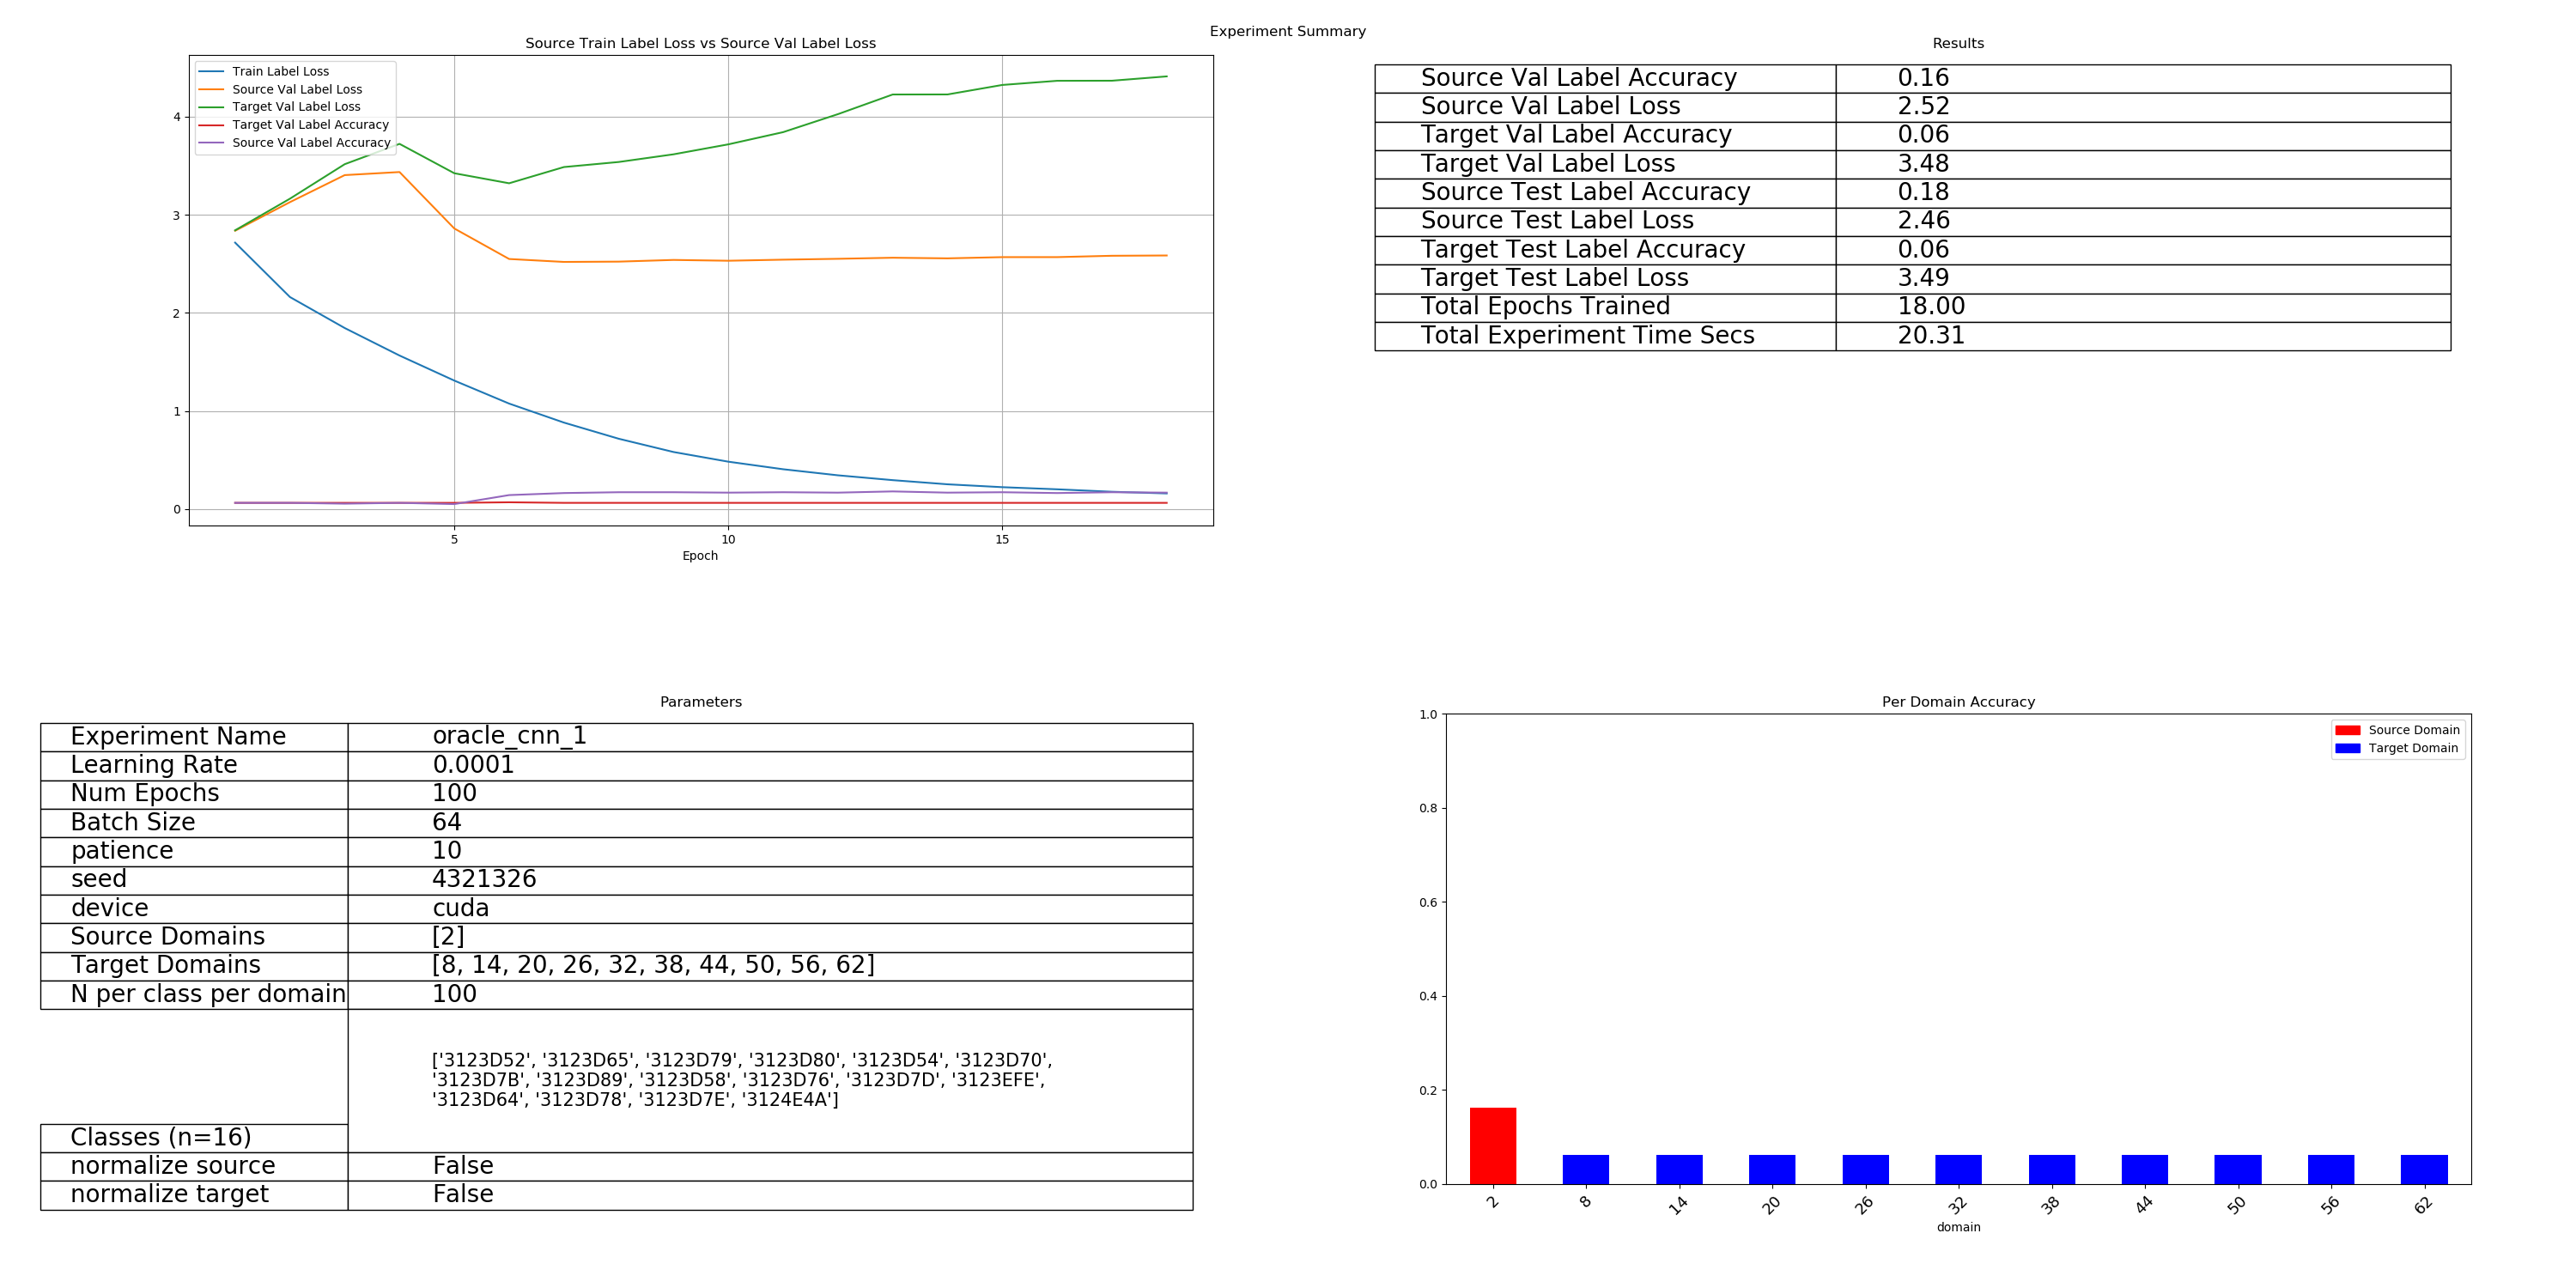 Experiment Summary
Source Train Label Loss vs Source Val Label Loss
Train Label Loss
Source Val Label Loss
Target Val Label Loss
Target Val Label Accuracy
Source Val Label Accuracy
4
3
2
1
0
5 10 15
Epoch
Results
Source Val Label Accuracy 0.16
Source Val Label Loss 2.52
Target Val Label Accuracy 0.06
Target Val Label Loss 3.48
Source Test Label Accuracy 0.18
Source Test Label Loss 2.46
Target Test Label Accuracy 0.06
Target Test Label Loss 3.49
Total Epochs Trained 18.00
Total Experiment Time Secs 20.31
Parameters
Experiment Name oracle_cnn_1
Learning Rate 0.0001
Num Epochs 100
Batch Size 64
patience 10
seed 4321326
device cuda
Source Domains [2]
Target Domains [8, 14, 20, 26, 32, 38, 44, 50, 56, 62]
N per class per domain 100
['3123D52', '3123D65', '3123D79', '3123D80', '3123D54', '3123D70',
'3123D7B', '3123D89', '3123D58', '3123D76', '3123D7D', '3123EFE',
'3123D64', '3123D78', '3123D7E', '3124E4A']
Classes (n=16)
normalize source False
normalize target False
Per Domain Accuracy
Source Domain
Target Domain
1.0
0.8
0.6
0.4
0.2
0.0
2 8 14 20 26 32 38 44 50 56 62
domain